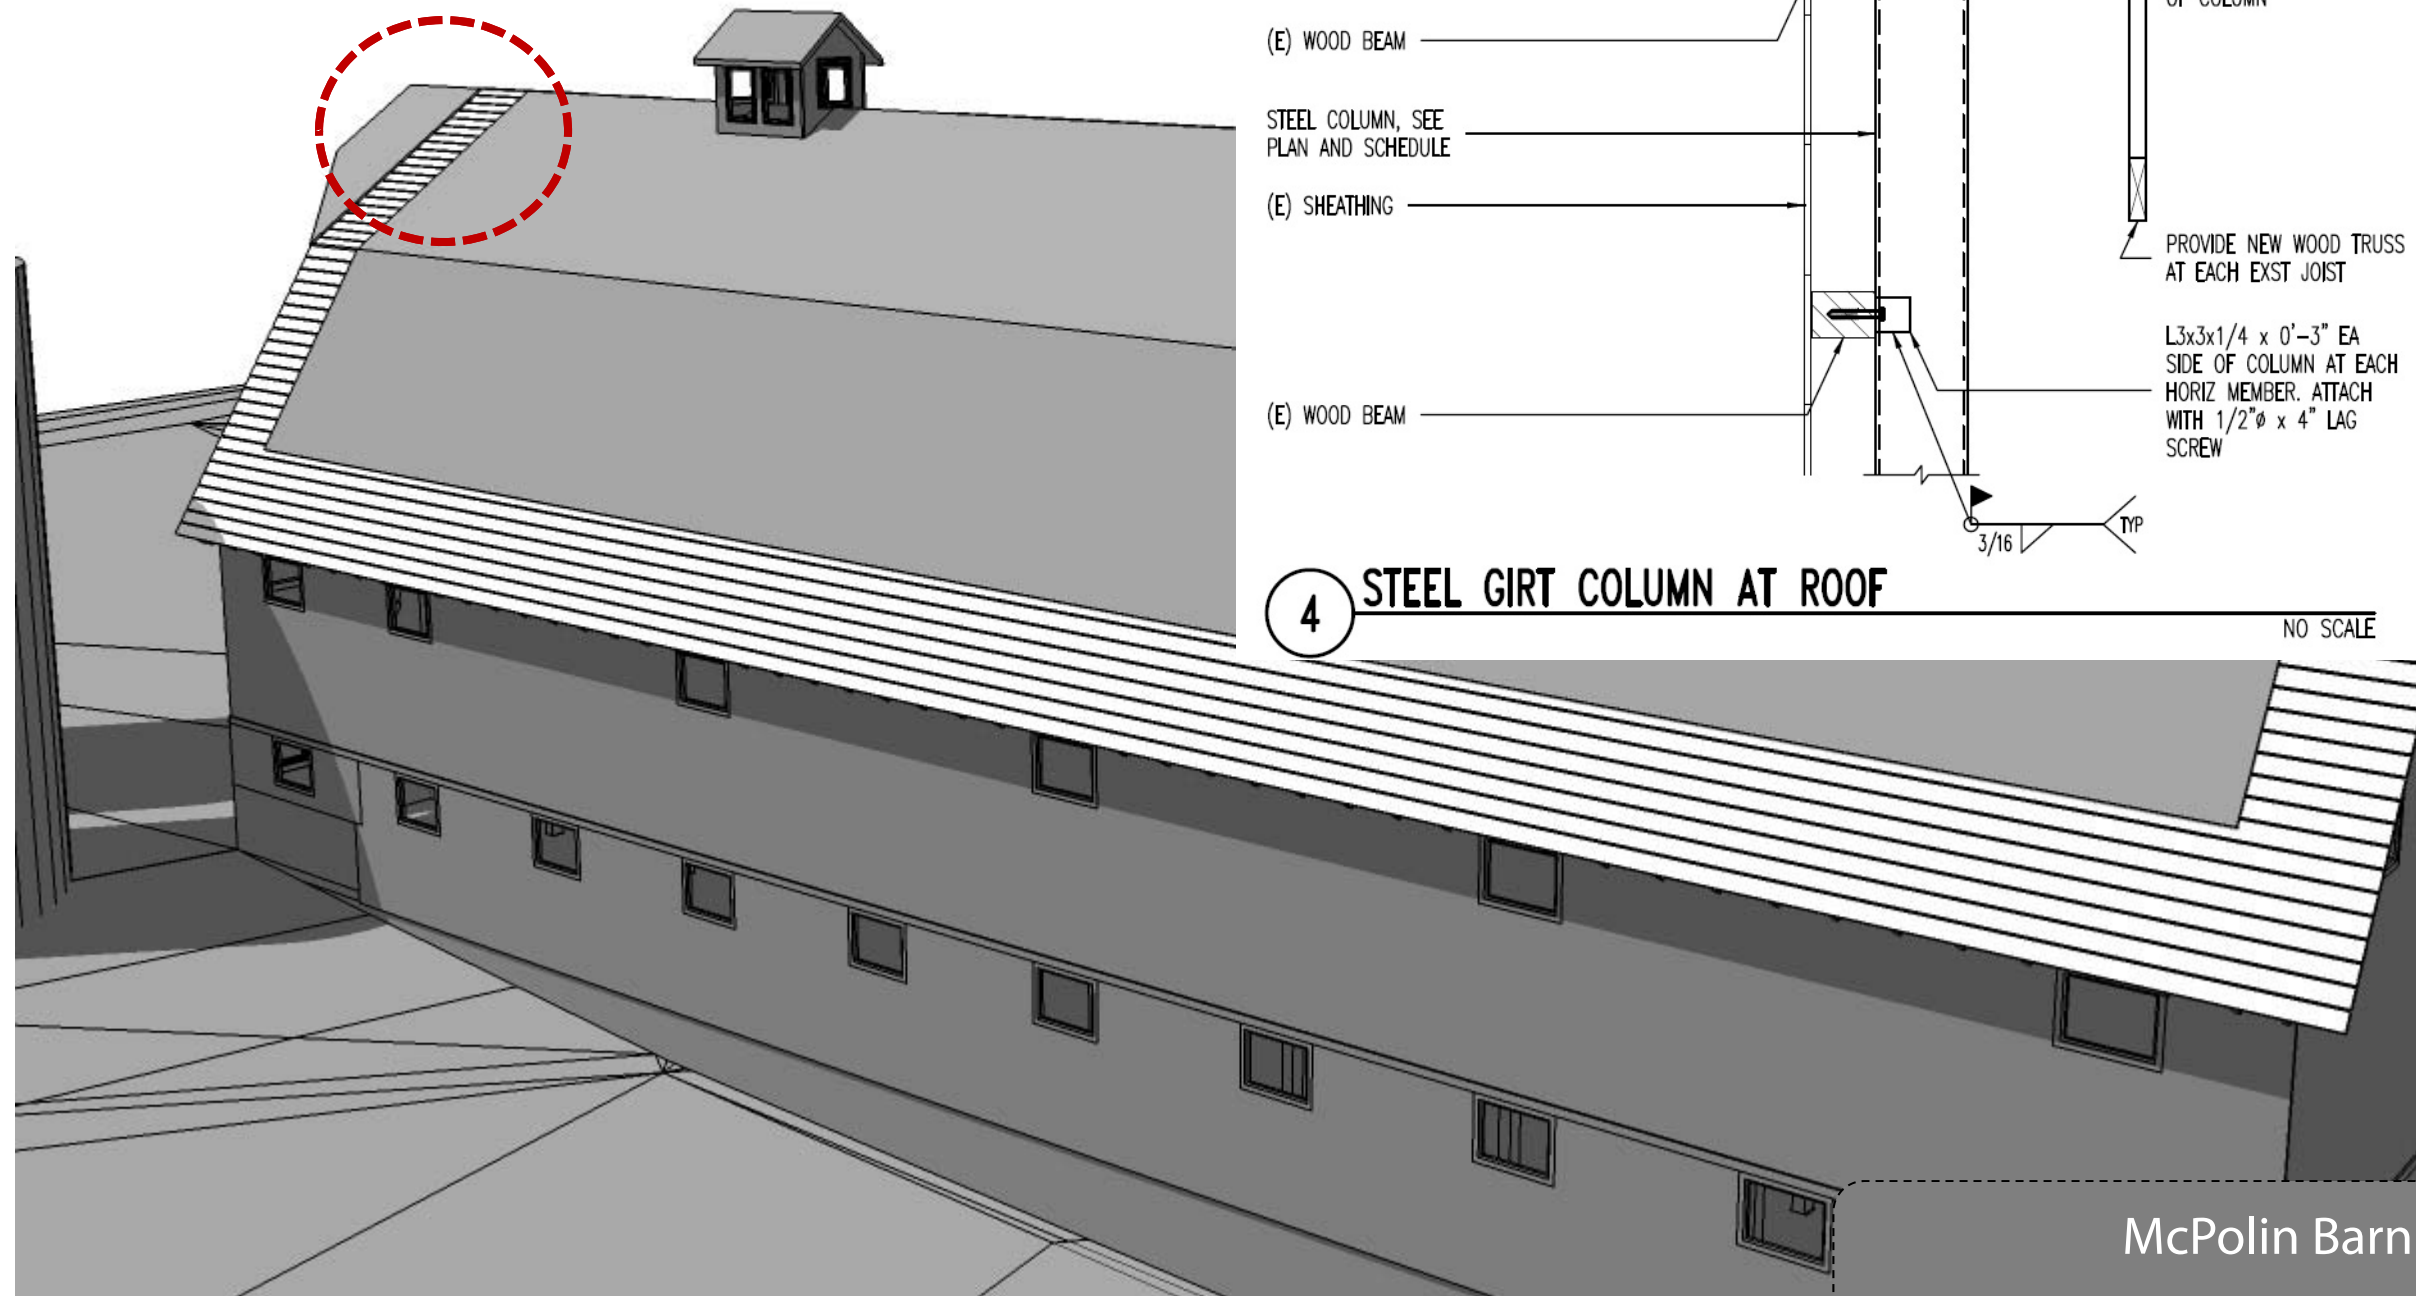 OF COLUMN
(E) WOOD BEAM
STEEL COLUMN, SEE
PLAN AND SCHEDULE
(E) SHEATHING
PROVIDE NEW WOOD TRUSS
AT EACH EXST JOIST
L3x3x1/4 x 0'-3" EA
SIDE OF COLUMN AT EACH
HORIZ MEMBER. ATTACH
WITH 1/2"ø x 4" LAG
SCREW
(E) WOOD BEAM
TYP
3/16
4 STEEL GIRT COLUMN AT ROOF
NO SCALE
McPolin Barn